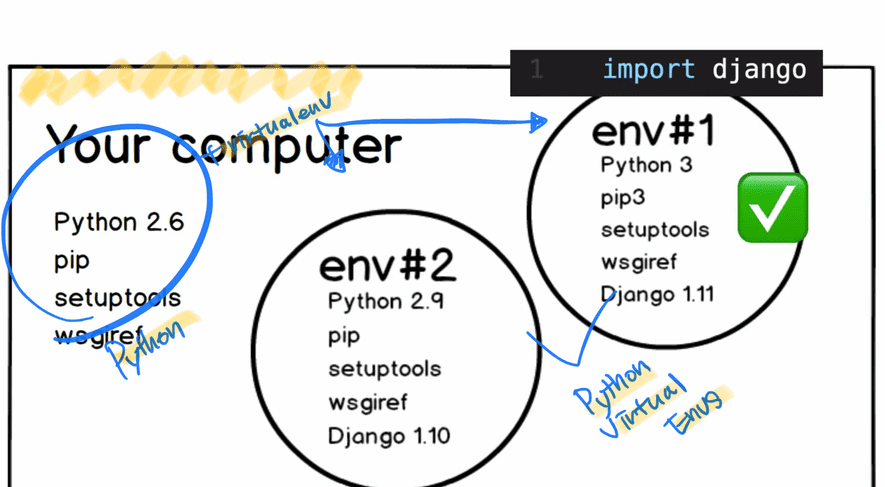 1 import django
Your computer
virtualenv
Python 2.6
pip
setuptools
wsgiref
Python
env#1
Python 3
pip3
setuptools
wsgiref
Django 1.11
env#2
Python 2.9
pip
setuptools
wsgiref
Django 1.10
Python
Virtual
Envs